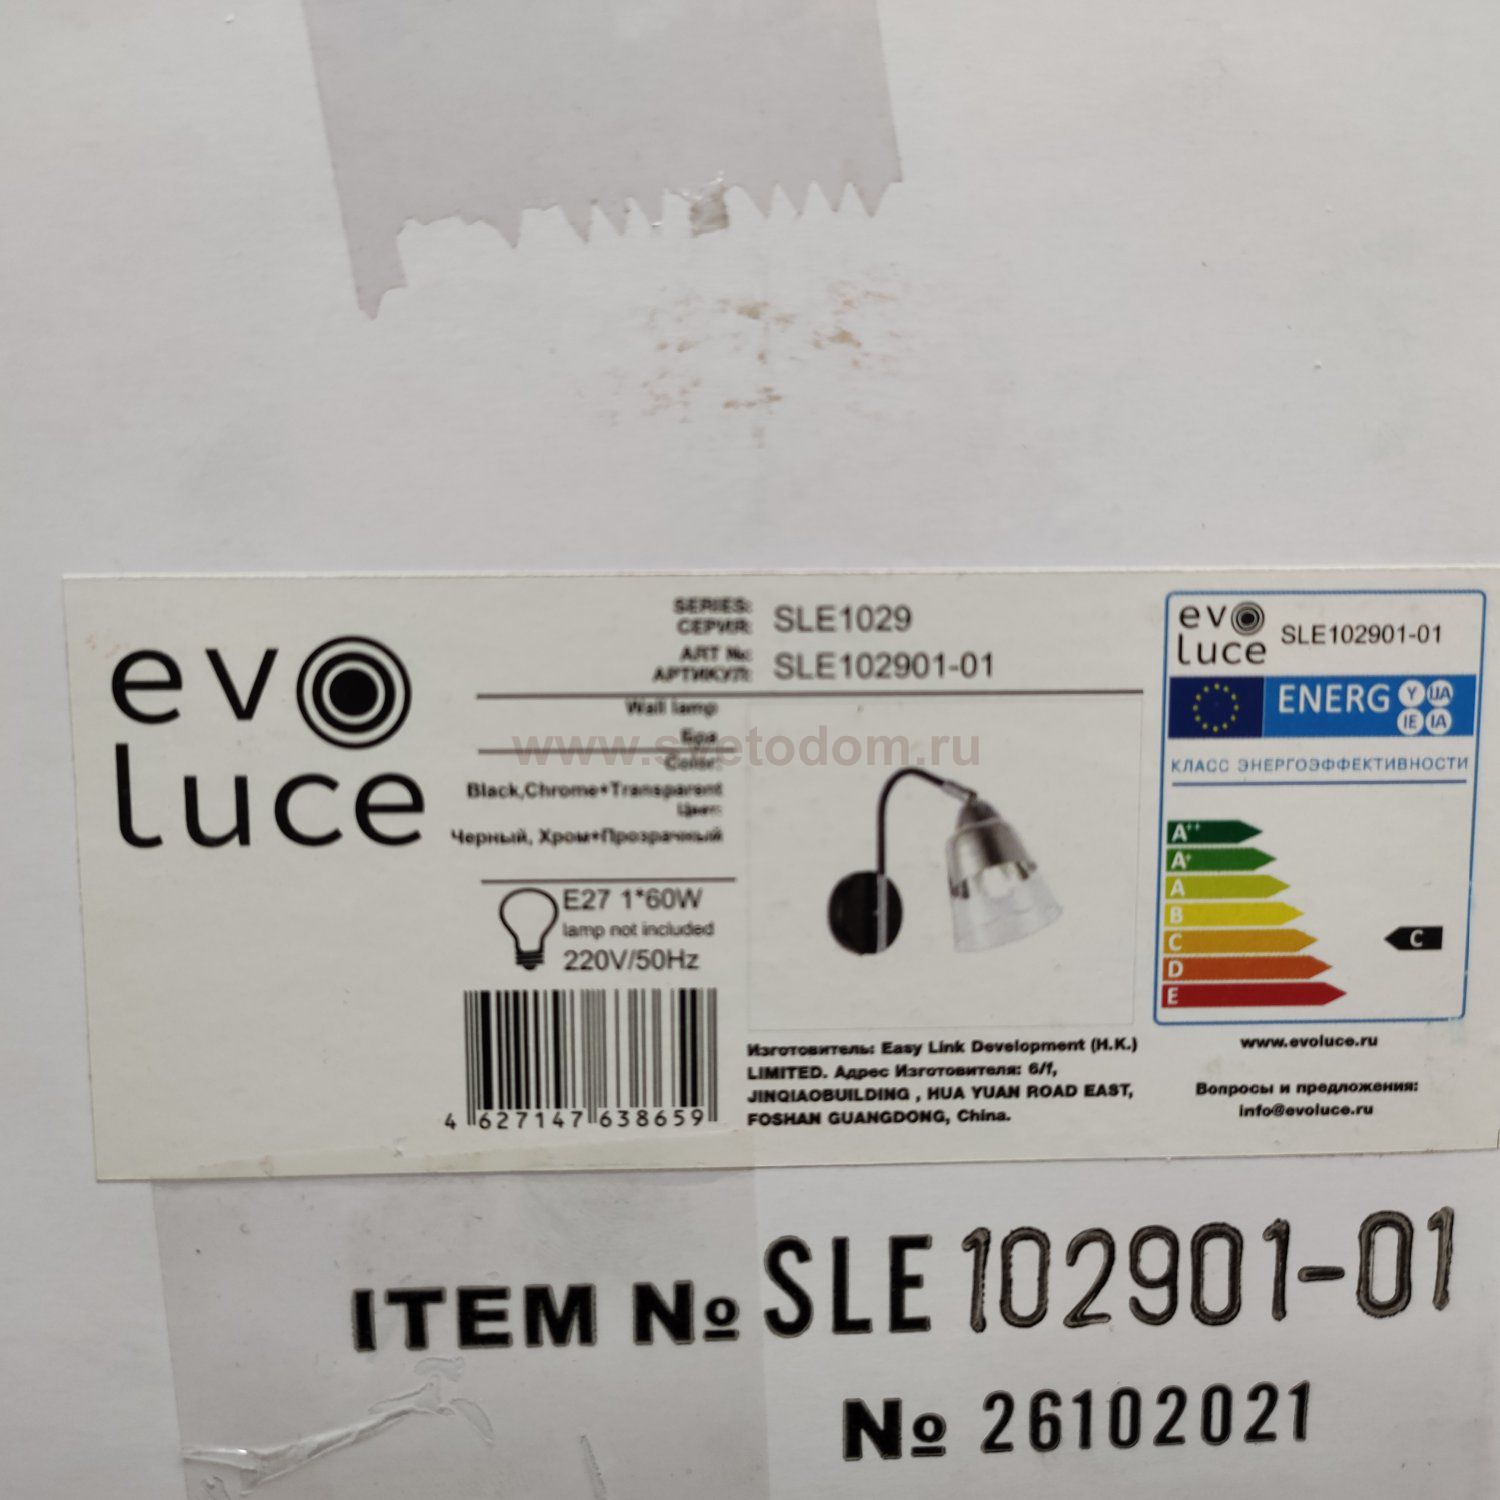 evo
luce
SERIES:
СЕРИЯ:
SLE1029
ART №:
АРТИКУЛ:
SLE102901-01
Wall lamp
Бра
Color:
Black,Chrome+Transparent
Цвет:
Черный, Хром+Прозрачный
E27 1*60W
lamp not included
220V/50Hz
4 627147 638659
www.svetodom.ru
Изготовитель: Easy Link Development (H.K.)
LIMITED. Адрес Изготовителя: 6/f,
JINQIAOBUILDING , HUA YUAN ROAD EAST,
FOSHAN GUANGDONG, China.
evo
luce
SLE102901-01
ENERG Y UA
IE IA
КЛАСС ЭНЕРГОЭФФЕКТИВНОСТИ
A++
A+
A
B
C
D
E
C
www.evoluce.ru
Вопросы и предложения:
info@evoluce.ru
ITEM № SLE102901-01
№ 26102021